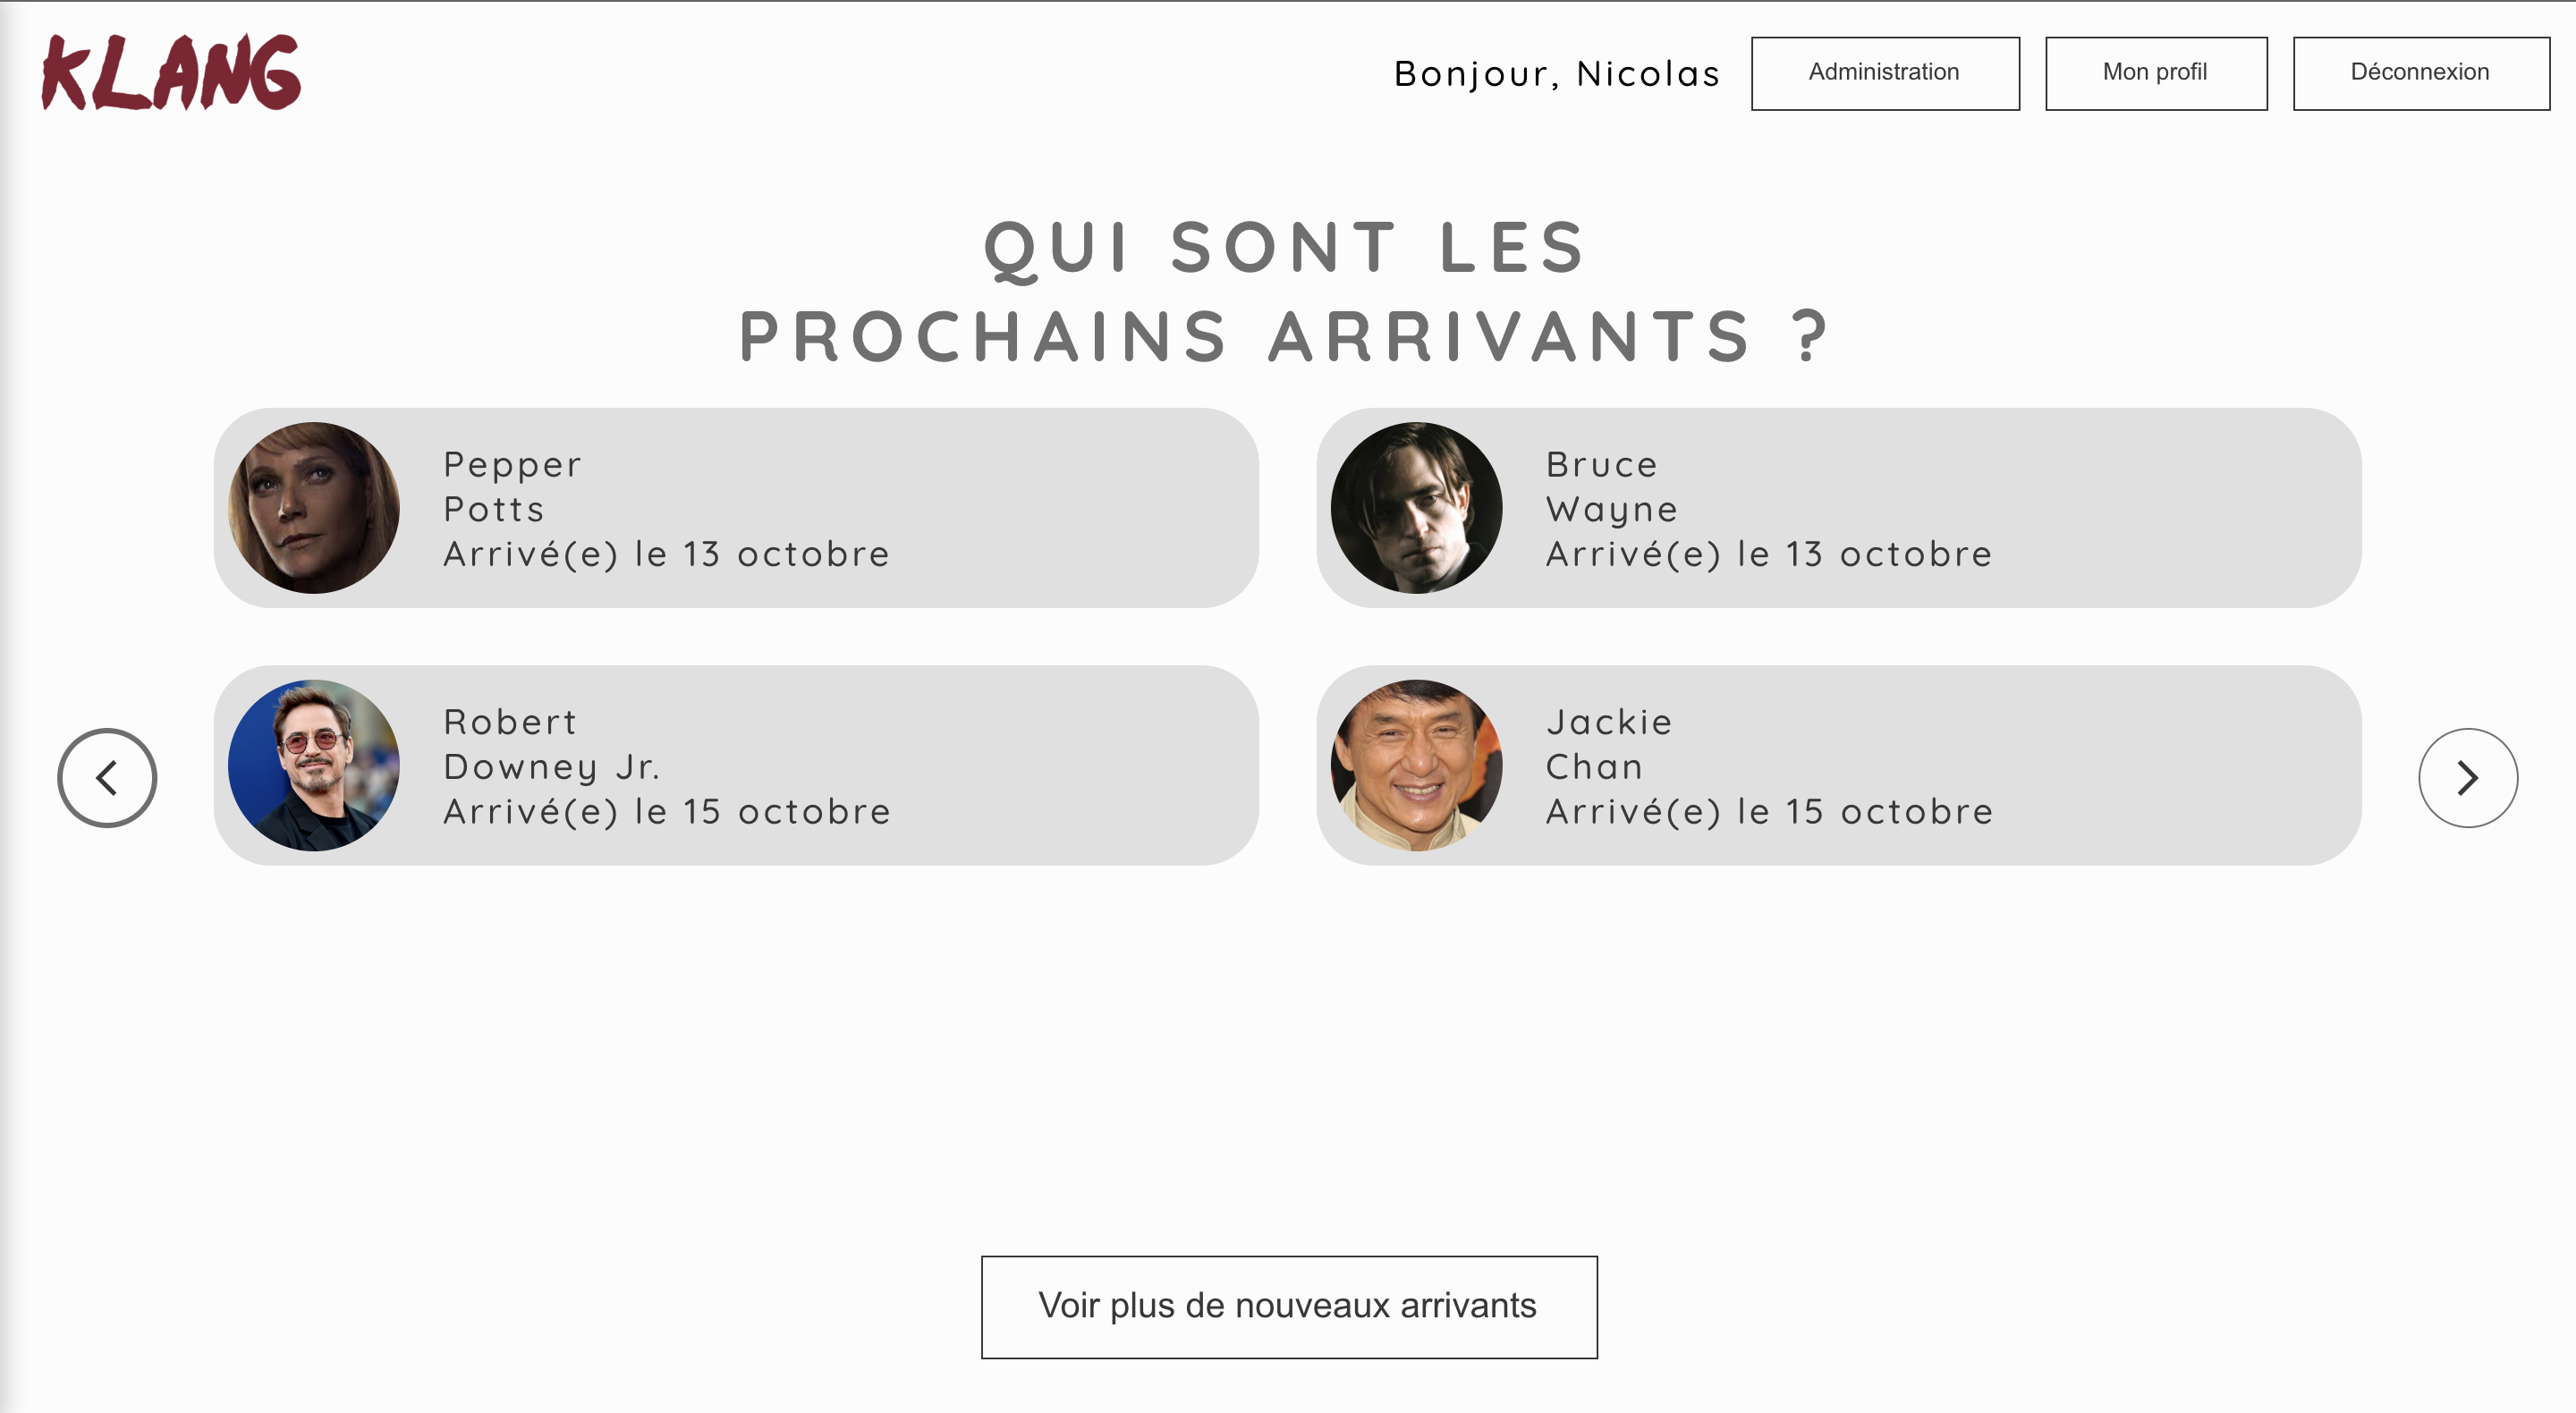 KLANG
Bonjour, Nicolas
Administration
Mon profil
Déconnexion
QUI SONT LES
PROCHAINS ARRIVANTS ?
Pepper
Potts
Arrivé(e) le 13 octobre
Bruce
Wayne
Arrivé(e) le 13 octobre
Robert
Downey Jr.
Arrivé(e) le 15 octobre
Jackie
Chan
Arrivé(e) le 15 octobre
Voir plus de nouveaux arrivants